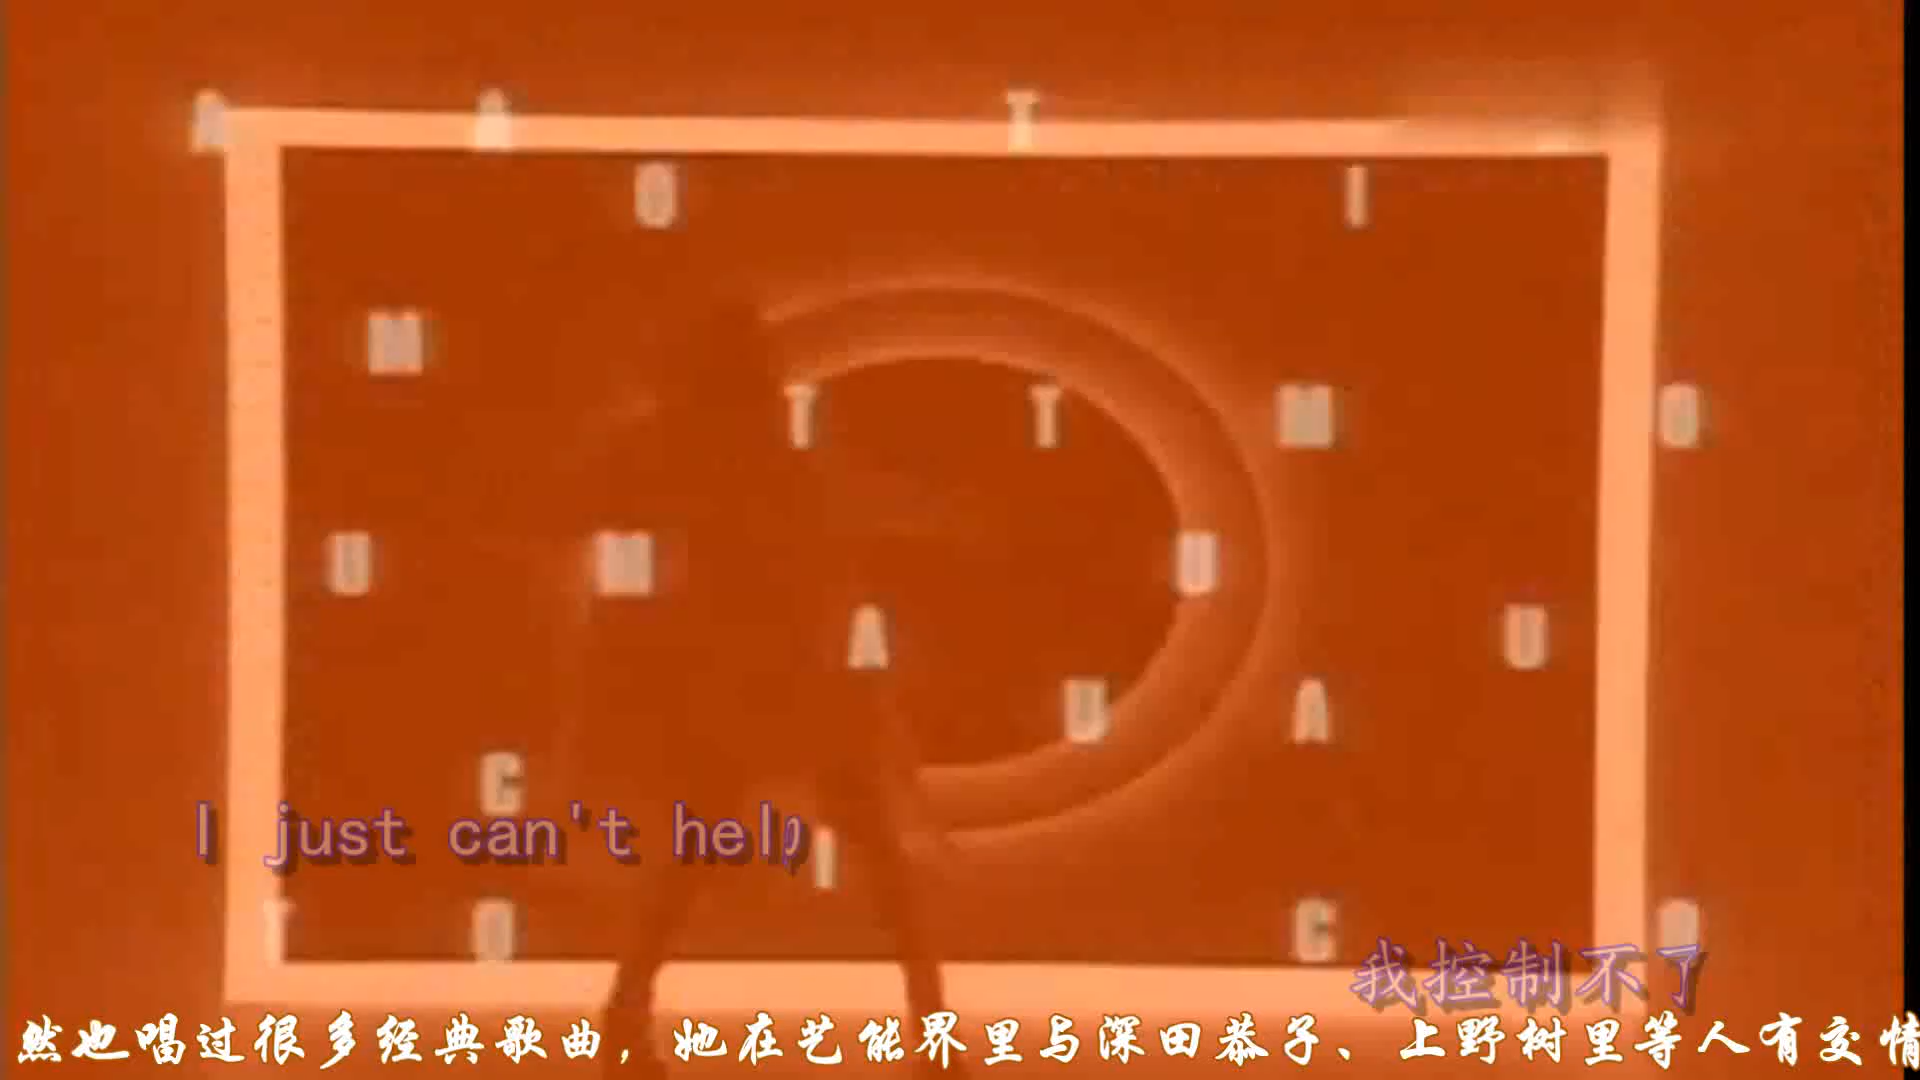 A A T
O I
M
T T M O
U M U
A U
U A
C
I just can't help
I
T O C O
我控制不了
然也唱过很多经典歌曲，她在艺能界里与深田恭子、上野树里等人有交情